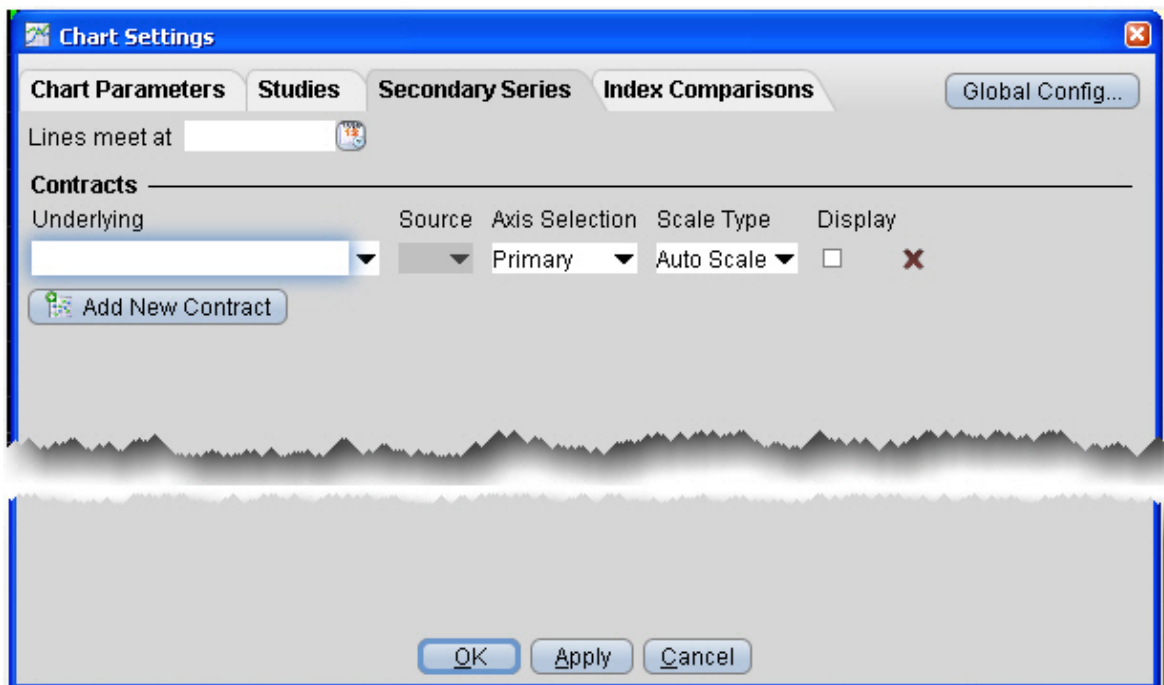 Chart Settings
Chart Parameters Studies Secondary Series Index Comparisons Global Config...
Lines meet at
Contracts
Underlying Source Axis Selection Scale Type Display
Primary Auto Scale
Add New Contract
OK Apply Cancel